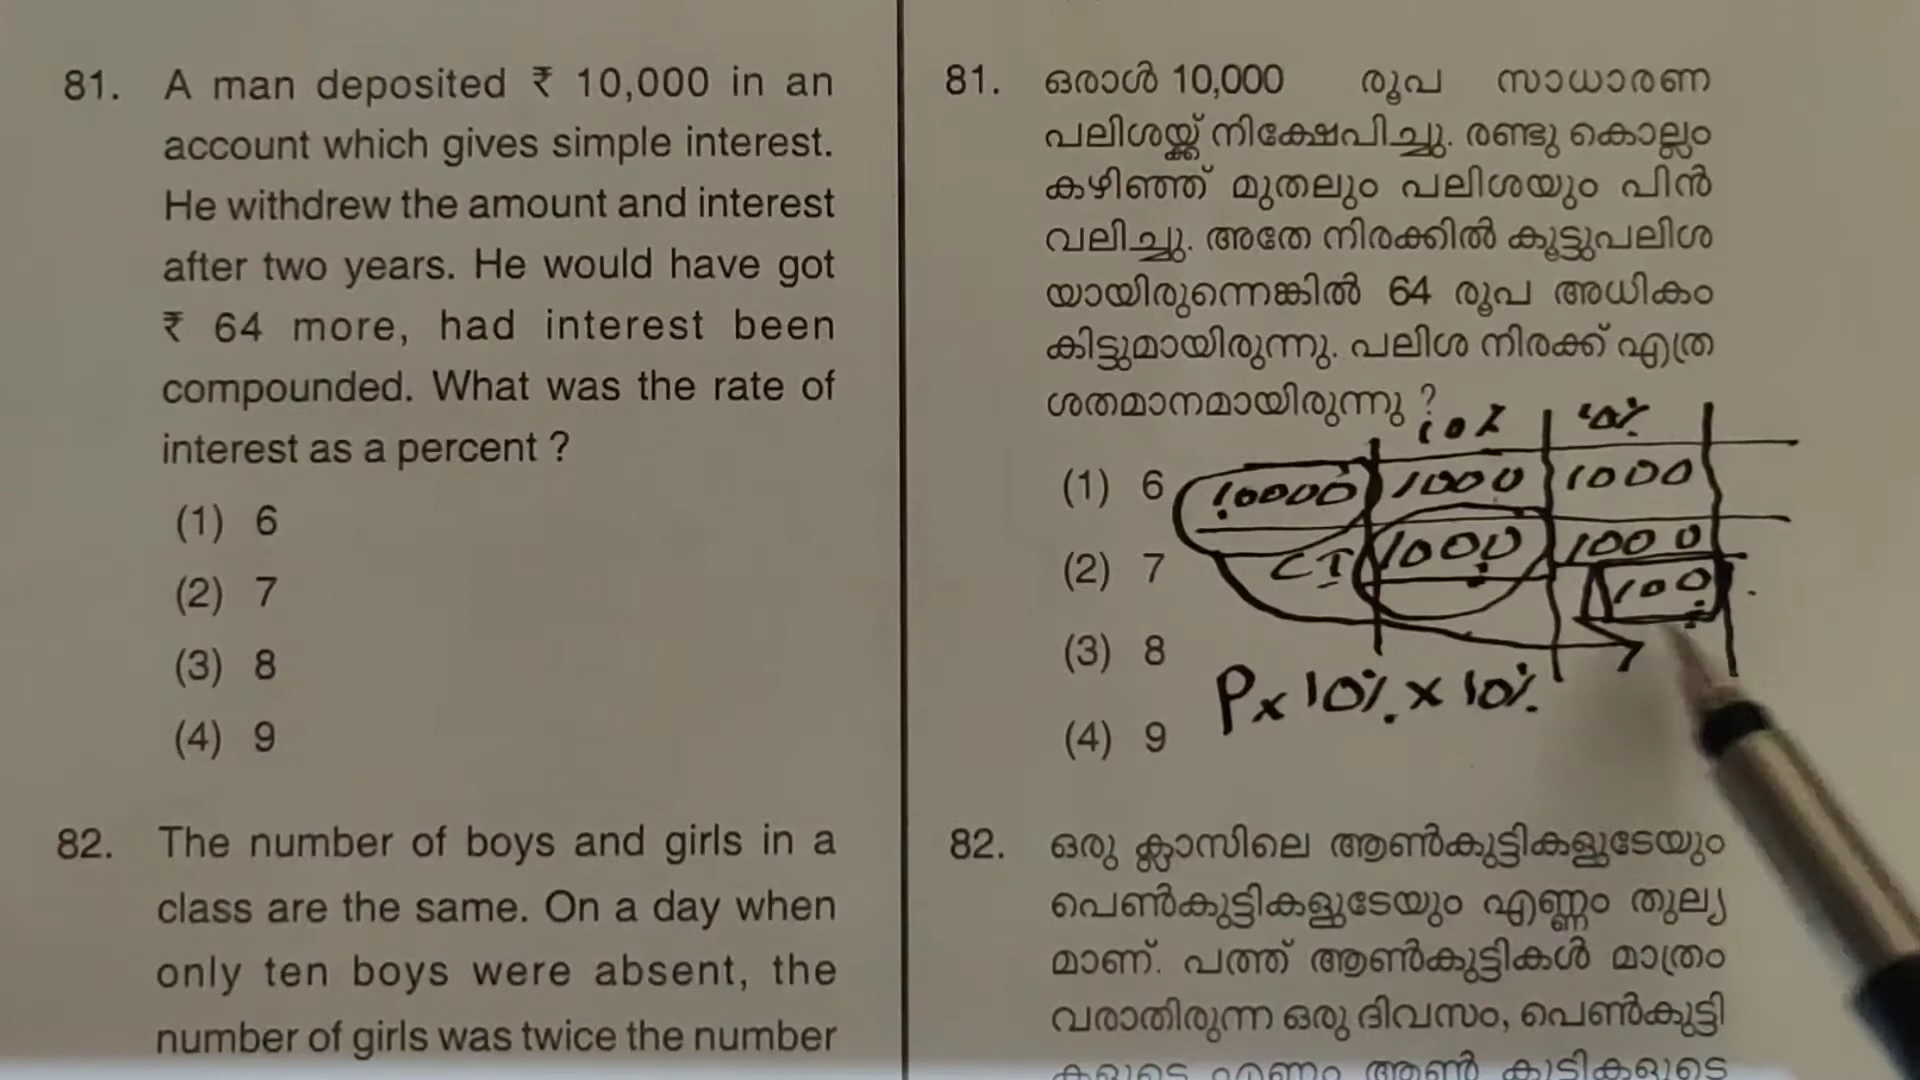 81. A man deposited ₹ 10,000 in an
account which gives simple interest.
He withdrew the amount and interest
after two years. He would have got
₹ 64 more, had interest been
compounded. What was the rate of
interest as a percent ?
(1) 6
(2) 7
(3) 8
(4) 9
82. The number of boys and girls in a
class are the same. On a day when
only ten boys were absent, the
number of girls was twice the number
81. ഒരാൾ 10,000 രൂപ സാധാരണ
പലിശയ്ക്ക് നിക്ഷേപിച്ചു. രണ്ടു കൊല്ലം
കഴിഞ്ഞ് മുതലും പലിശയും പിൻ
വലിച്ചു. അതേ നിരക്കിൽ കൂട്ടുപലിശ
യായിരുന്നെങ്കിൽ 64 രൂപ അധികം
കിട്ടുമായിരുന്നു. പലിശ നിരക്ക് എത്ര
ശതമാനമായിരുന്നു ?
10% 10%
(1) 6 10000 1000 1000
CI 1000 1000
(2) 7 100
(3) 8
P x 10% x 10%
(4) 9
82. ഒരു ക്ലാസിലെ ആൺകുട്ടികളുടേയും
പെൺകുട്ടികളുടേയും എണ്ണം തുല്യ
മാണ്. പത്ത് ആൺകുട്ടികൾ മാത്രം
വരാതിരുന്ന ഒരു ദിവസം, പെൺകുട്ടി
കളുടെ എണ്ണം ആൺ കുട്ടികളുടെ